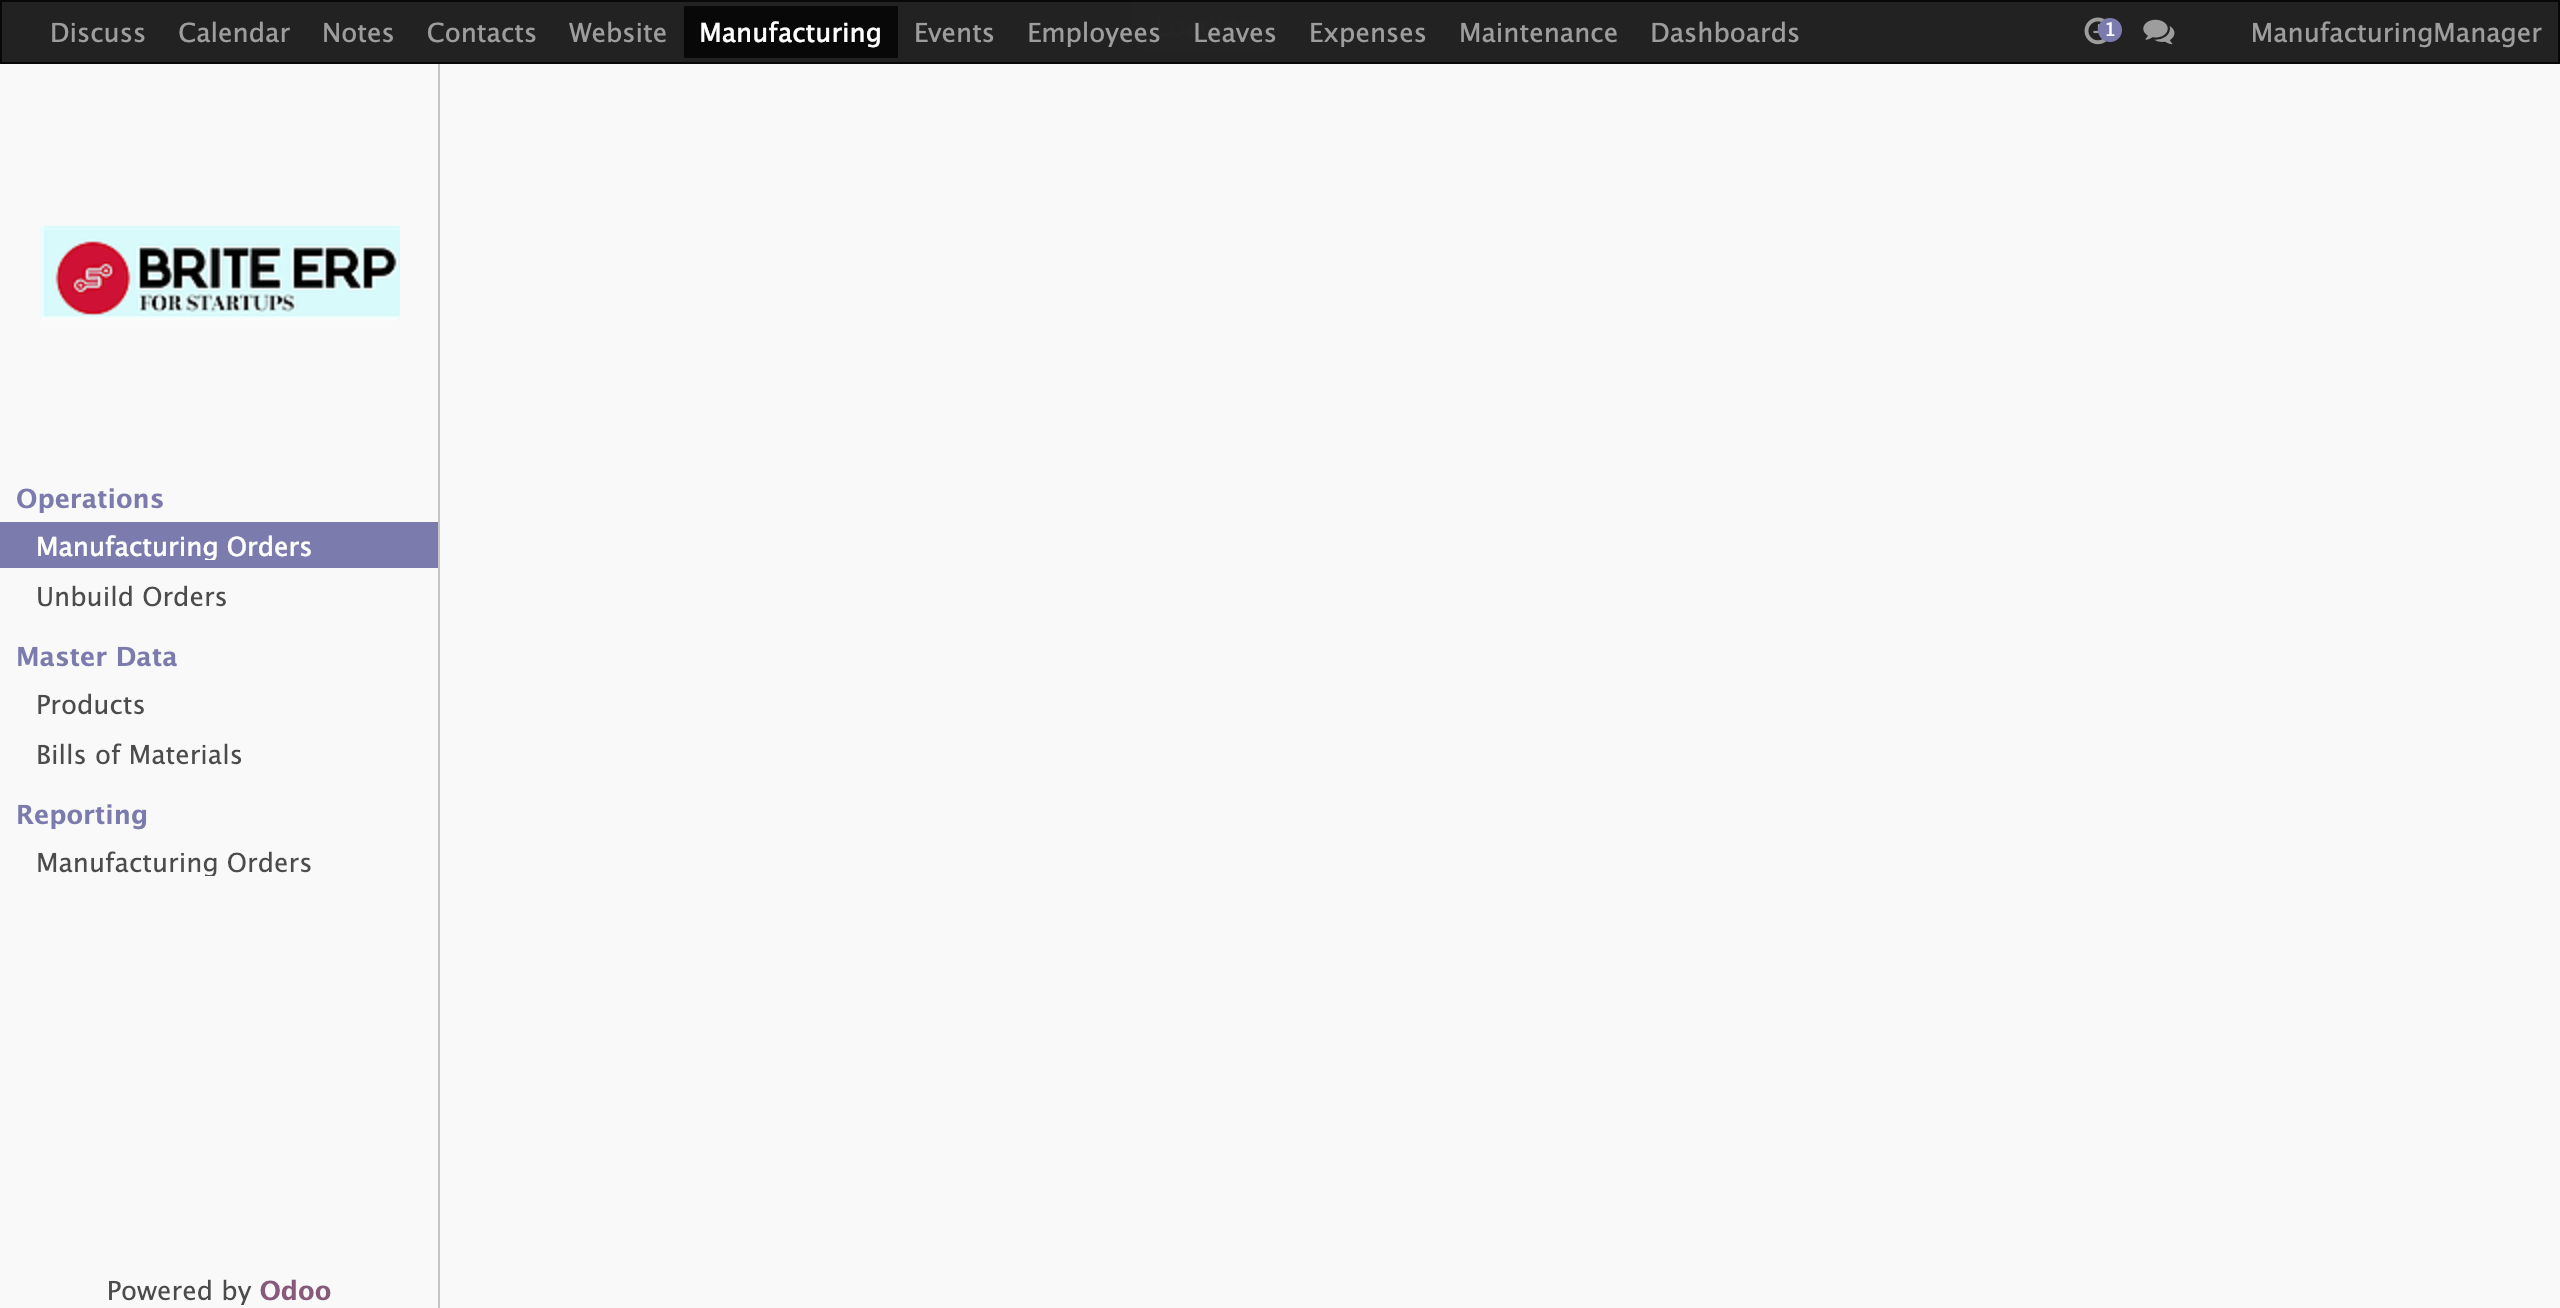 Discuss Calendar Notes Contacts Website Manufacturing Events Employees Leaves Expenses Maintenance Dashboards 1 ManufacturingManager
BRITE ERP
FOR STARTUPS
Operations
Manufacturing Orders
Unbuild Orders
Master Data
Products
Bills of Materials
Reporting
Manufacturing Orders
Powered by Odoo